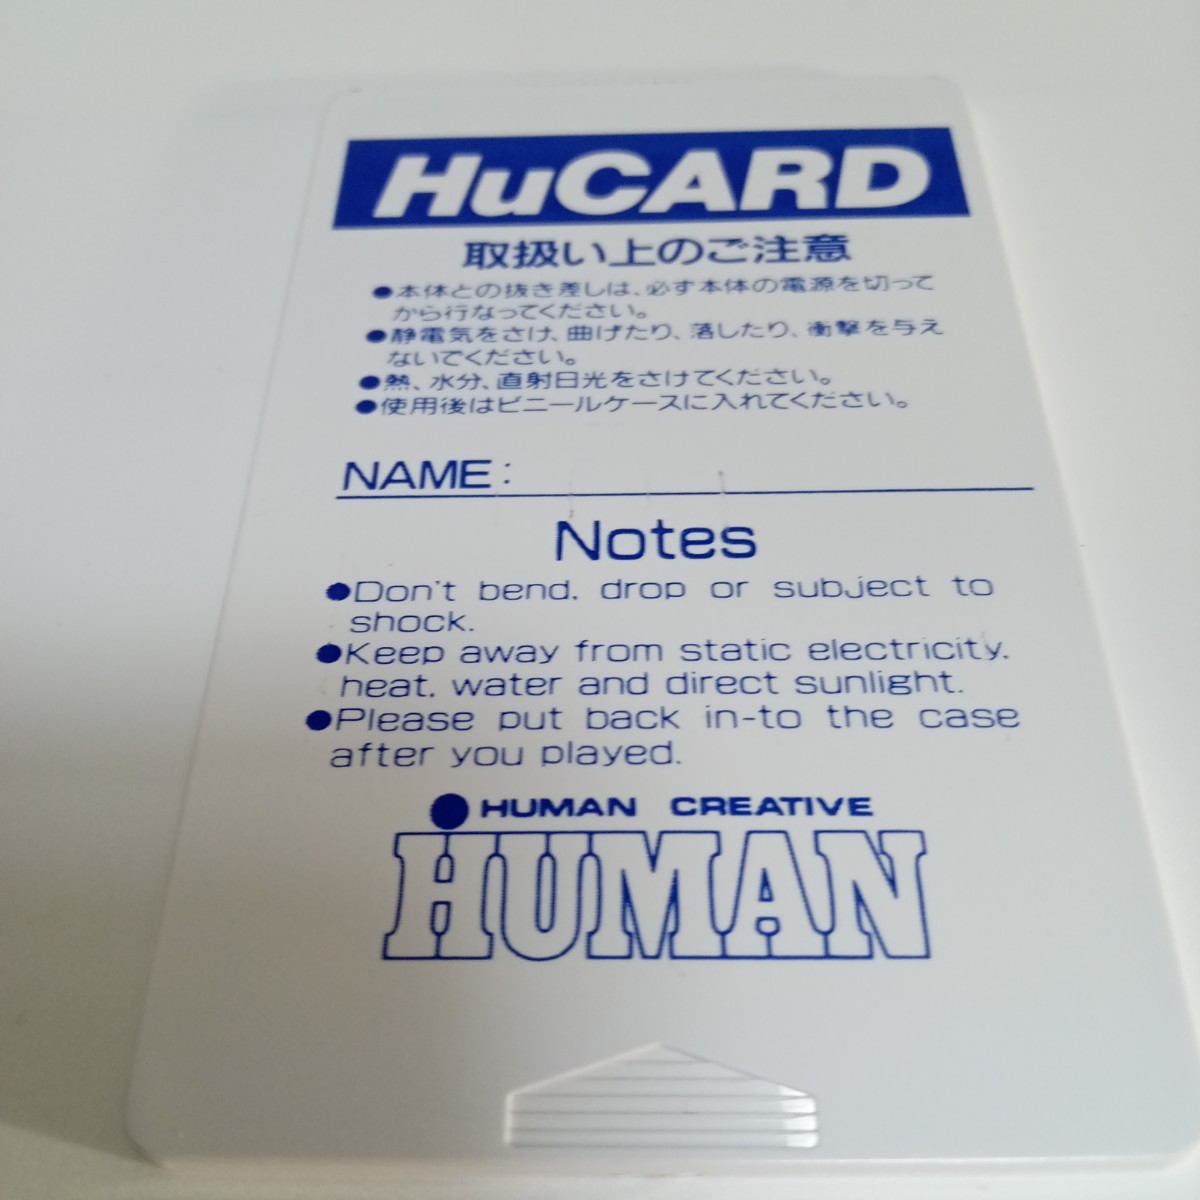 HuCARD
取扱い上のご注意
●本体との抜き差しは、必ず本体の電源を切って
から行なってください。
●静電気をさけ、曲げたり、落したり、衝撃を与え
ないでください。
●熱、水分、直射日光をさけてください。
●使用後はビニールケースに入れてください。
NAME:
Notes
●Don't bend. drop or subject to
shock.
●Keep away from static electricity.
heat. water and direct sunlight.
●Please put back in-to the case
after you played.
HUMAN CREATIVE
HUMAN